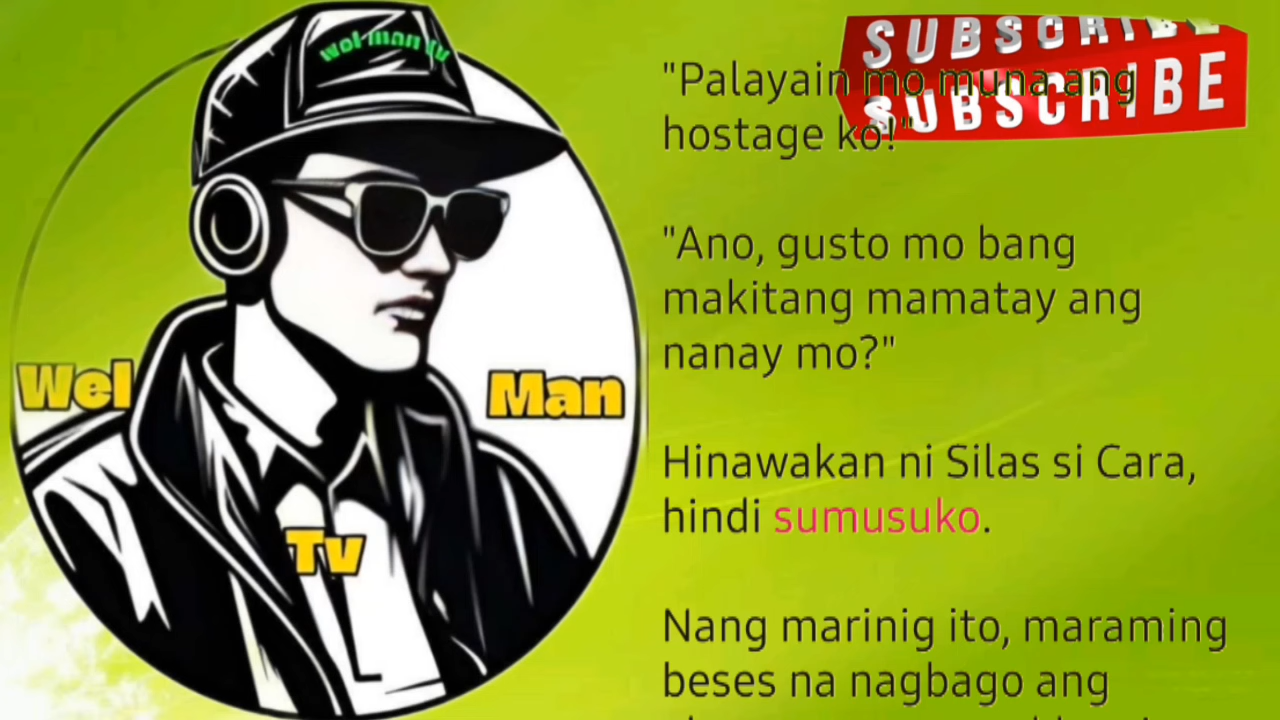 wel man tv
Wel
Man
Tv
SUBSCRIBE
SUBSCRIBE
"Palayain mo muna ang
hostage ko!"
"Ano, gusto mo bang
makitang mamatay ang
nanay mo?"
Hinawakan ni Silas si Cara,
hindi sumusuko.
Nang marinig ito, maraming
beses na nagbago ang